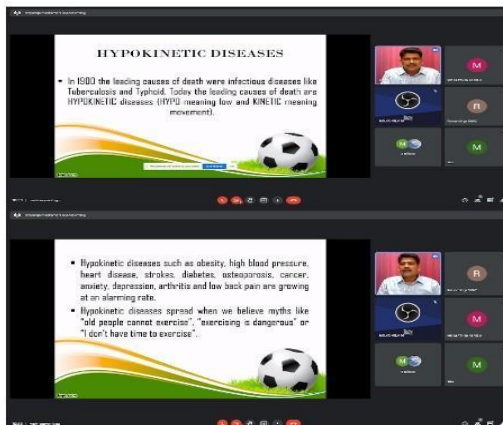 HYPOKINETIC DISEASES
• In 1900 the leading causes of death were infectious diseases like
Tuberculosis and Typhoid. Today the leading causes of death are
HYPOKINETIC diseases (HYPO meaning low and KINETIC meaning
movement).
M
R
M
M
• Hypokinetic diseases such as obesity, high blood pressure,
heart disease, strokes, diabetes, osteoporosis, cancer,
anxiety, depression, arthritis and low back pain are growing
at an alarming rate.
• Hypokinetic diseases spread when we believe myths like
"old people cannot exercise", "exercising is dangerous" or
"I don't have time to exercise".
R
M
M
M